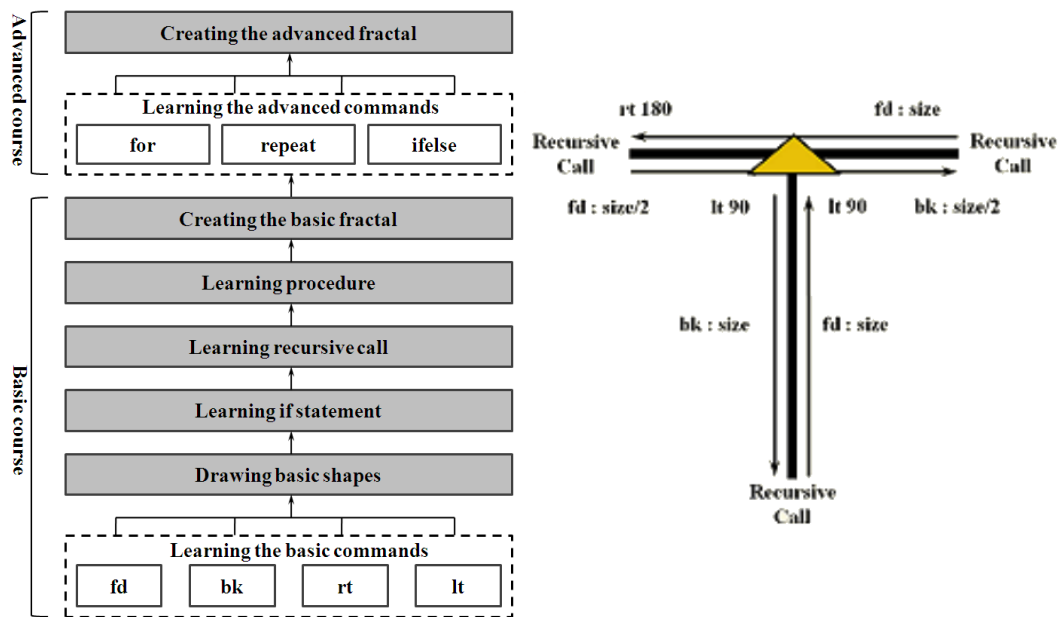 Advanced course
Creating the advanced fractal
Learning the advanced commands
for
repeat
ifelse
Basic course
Creating the basic fractal
Learning procedure
Learning recursive call
Learning if statement
Drawing basic shapes
Learning the basic commands
fd
bk
rt
lt
rt 180
fd : size
Recursive
Call
Recursive
Call
fd : size/2
lt 90
lt 90
bk : size/2
bk : size
fd : size
Recursive
Call